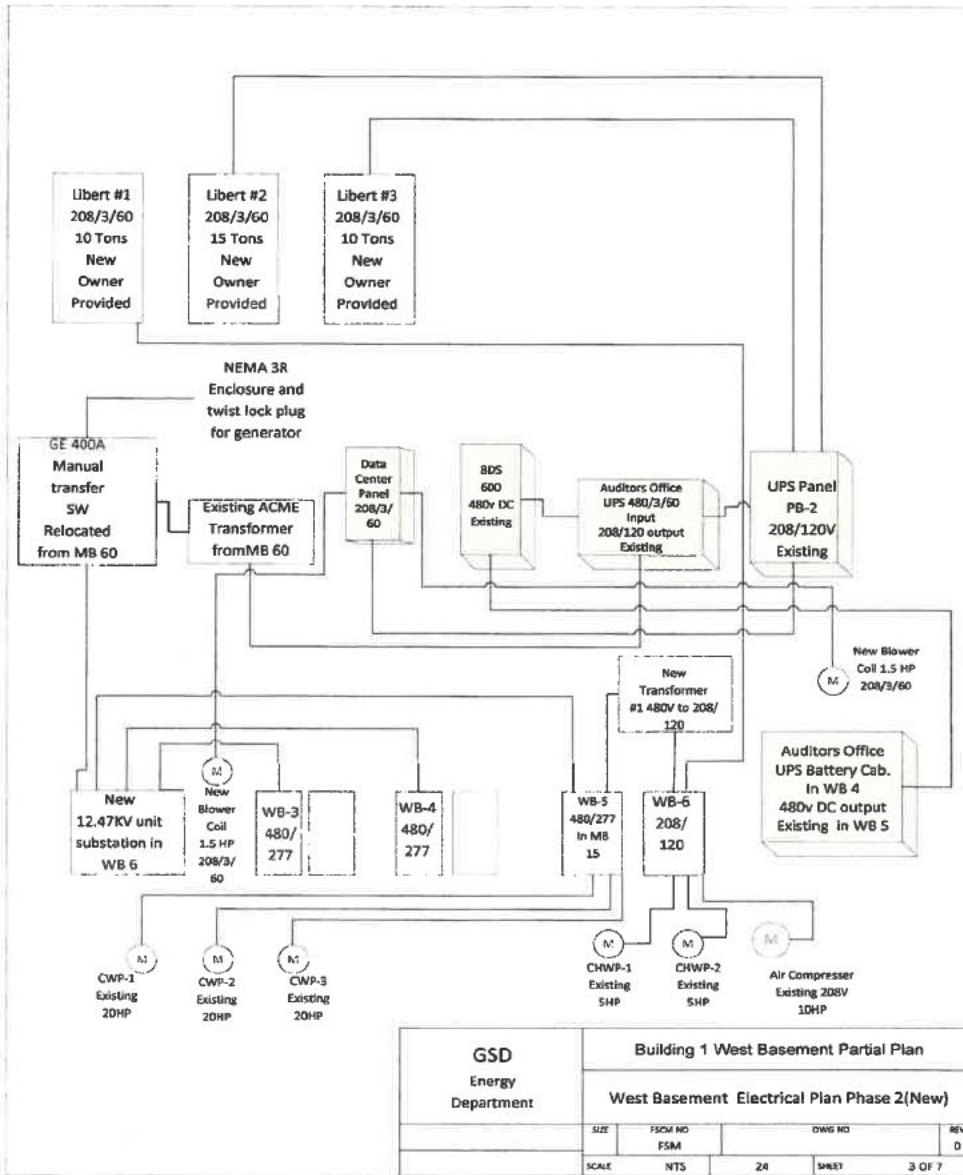 Libert #1
208/3/60
10 Tons
New
Owner
Provided
Libert #2
208/3/60
15 Tons
New
Owner
Provided
Libert #3
208/3/60
10 Tons
New
Owner
Provided
NEMA 3R
Enclosure and
twist lock plug
for generator
GE 400A
Manual
transfer
SW
Relocated
from MB 60
Existing ACME
Transformer
fromMB 60
Data
Center
Panel
208/3/
60
BDS
600
480v DC
Existing
Auditors Office
UPS 480/3/60
Input
208/120 output
Existing
UPS Panel
PB-2
208/120V
Existing
New Blower
Coil 1.5 HP
208/3/60
M
New
Transformer
#1 480V to 208/
120
Auditors Office
UPS Battery Cab.
In WB 4
480v DC output
Existing in WB 5
New
12.47KV unit
substation in
WB 6
M
New
Blower
Coil
1.5 HP
208/3/
60
WB-3
480/
277
WB-4
480/
277
WB-5
480/277
In MB
15
WB-6
208/
120
M
CWP-1
Existing
20HP
M
CWP-2
Existing
20HP
M
CWP-3
Existing
20HP
M
CHWP-1
Existing
5HP
M
CHWP-2
Existing
5HP
M
Air Compresser
Existing 208V
10HP
GSD
Energy
Department
Building 1 West Basement Partial Plan
West Basement Electrical Plan Phase 2(New)
SIZE
FSCM NO
FSM
DWG NO
REV
0
SCALE
NTS
24
SHEET
3 OF 7